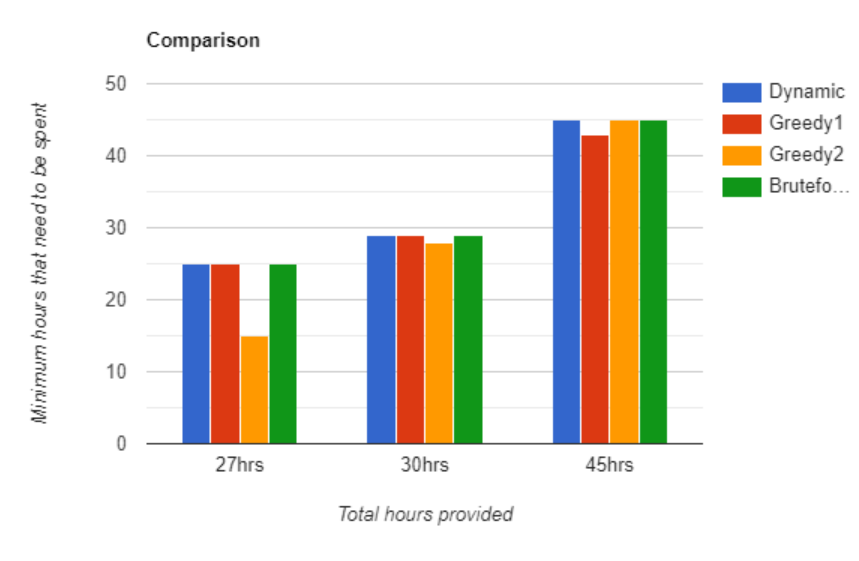 Comparison
Minimum hours that need to be spent
50
40
30
20
10
0
27hrs
30hrs
45hrs
Total hours provided
Dynamic
Greedy1
Greedy2
Brutefo...